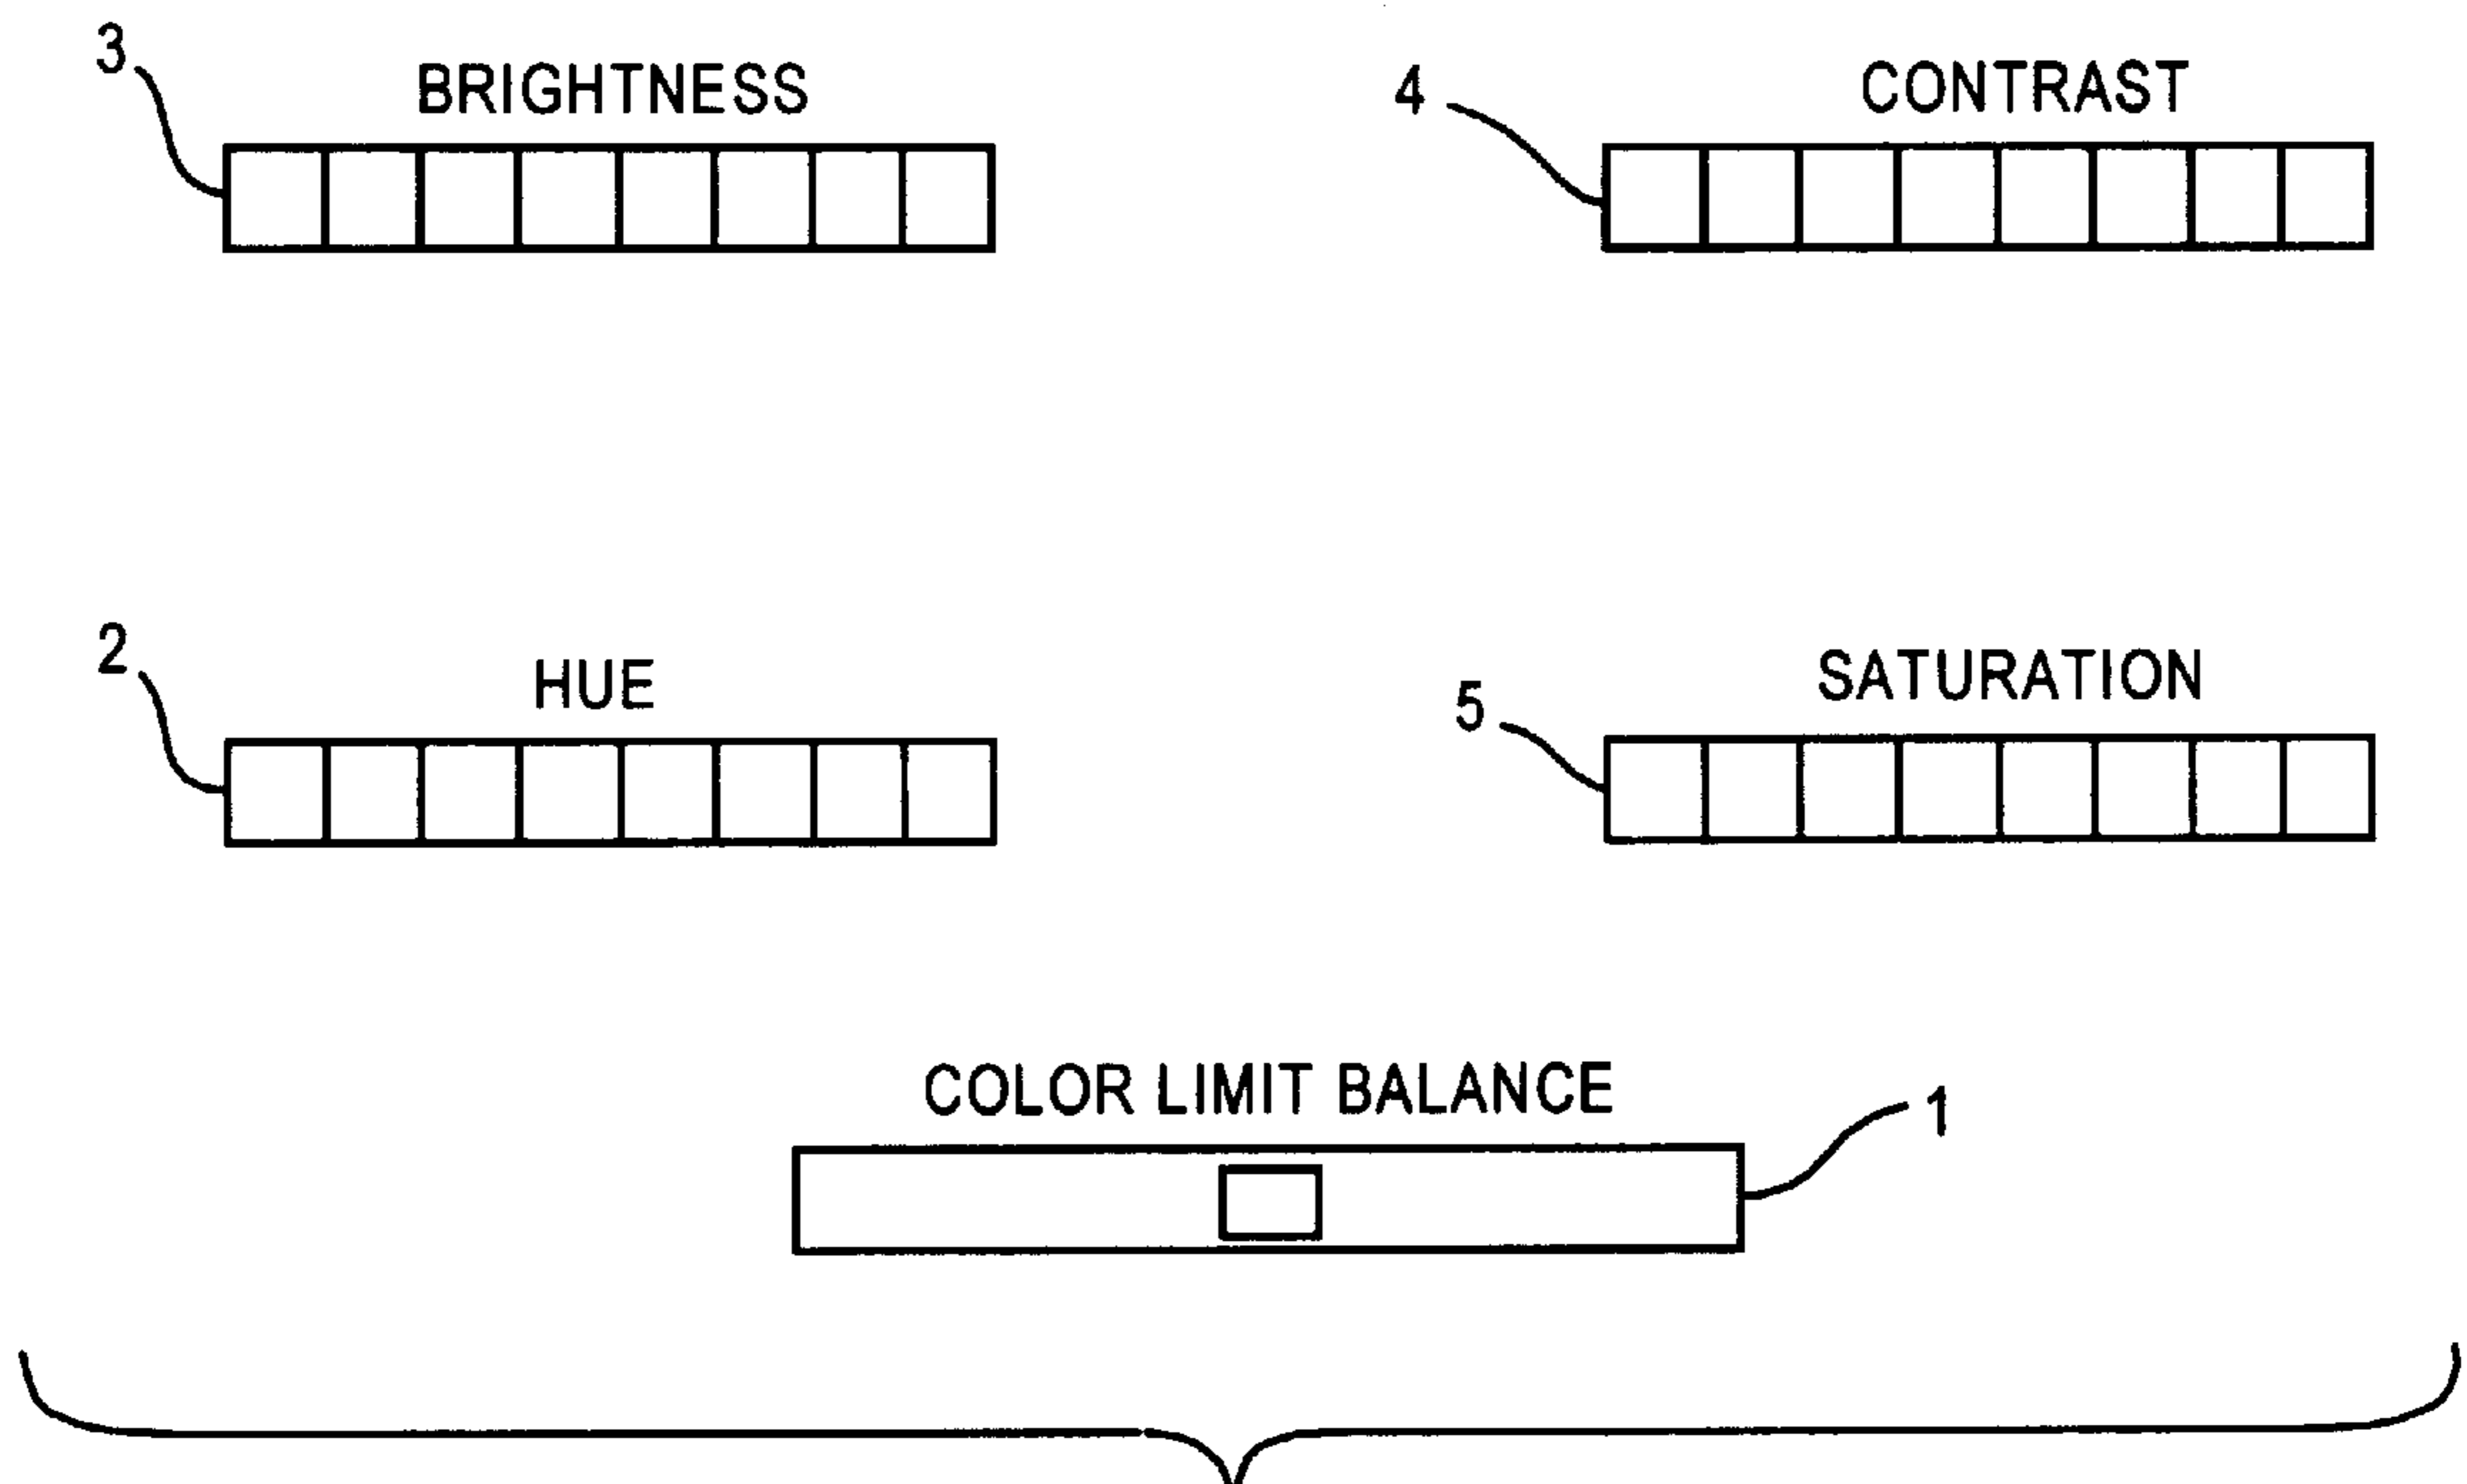 3
BRIGHTNESS
4
CONTRAST
2
HUE
5
SATURATION
COLOR LIMIT BALANCE
1